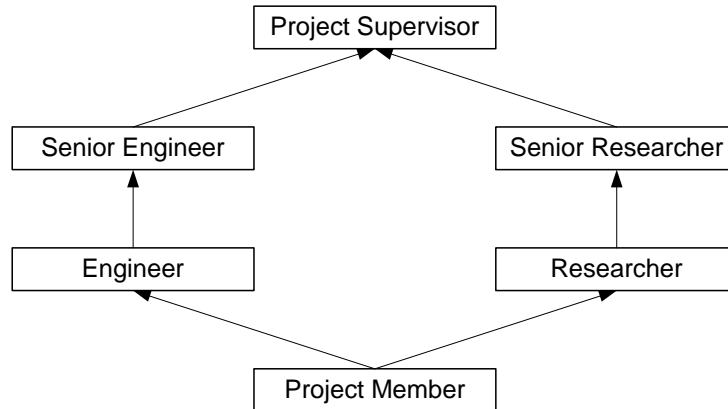 Project Supervisor
Senior Engineer
Senior Researcher
Engineer
Researcher
Project Member